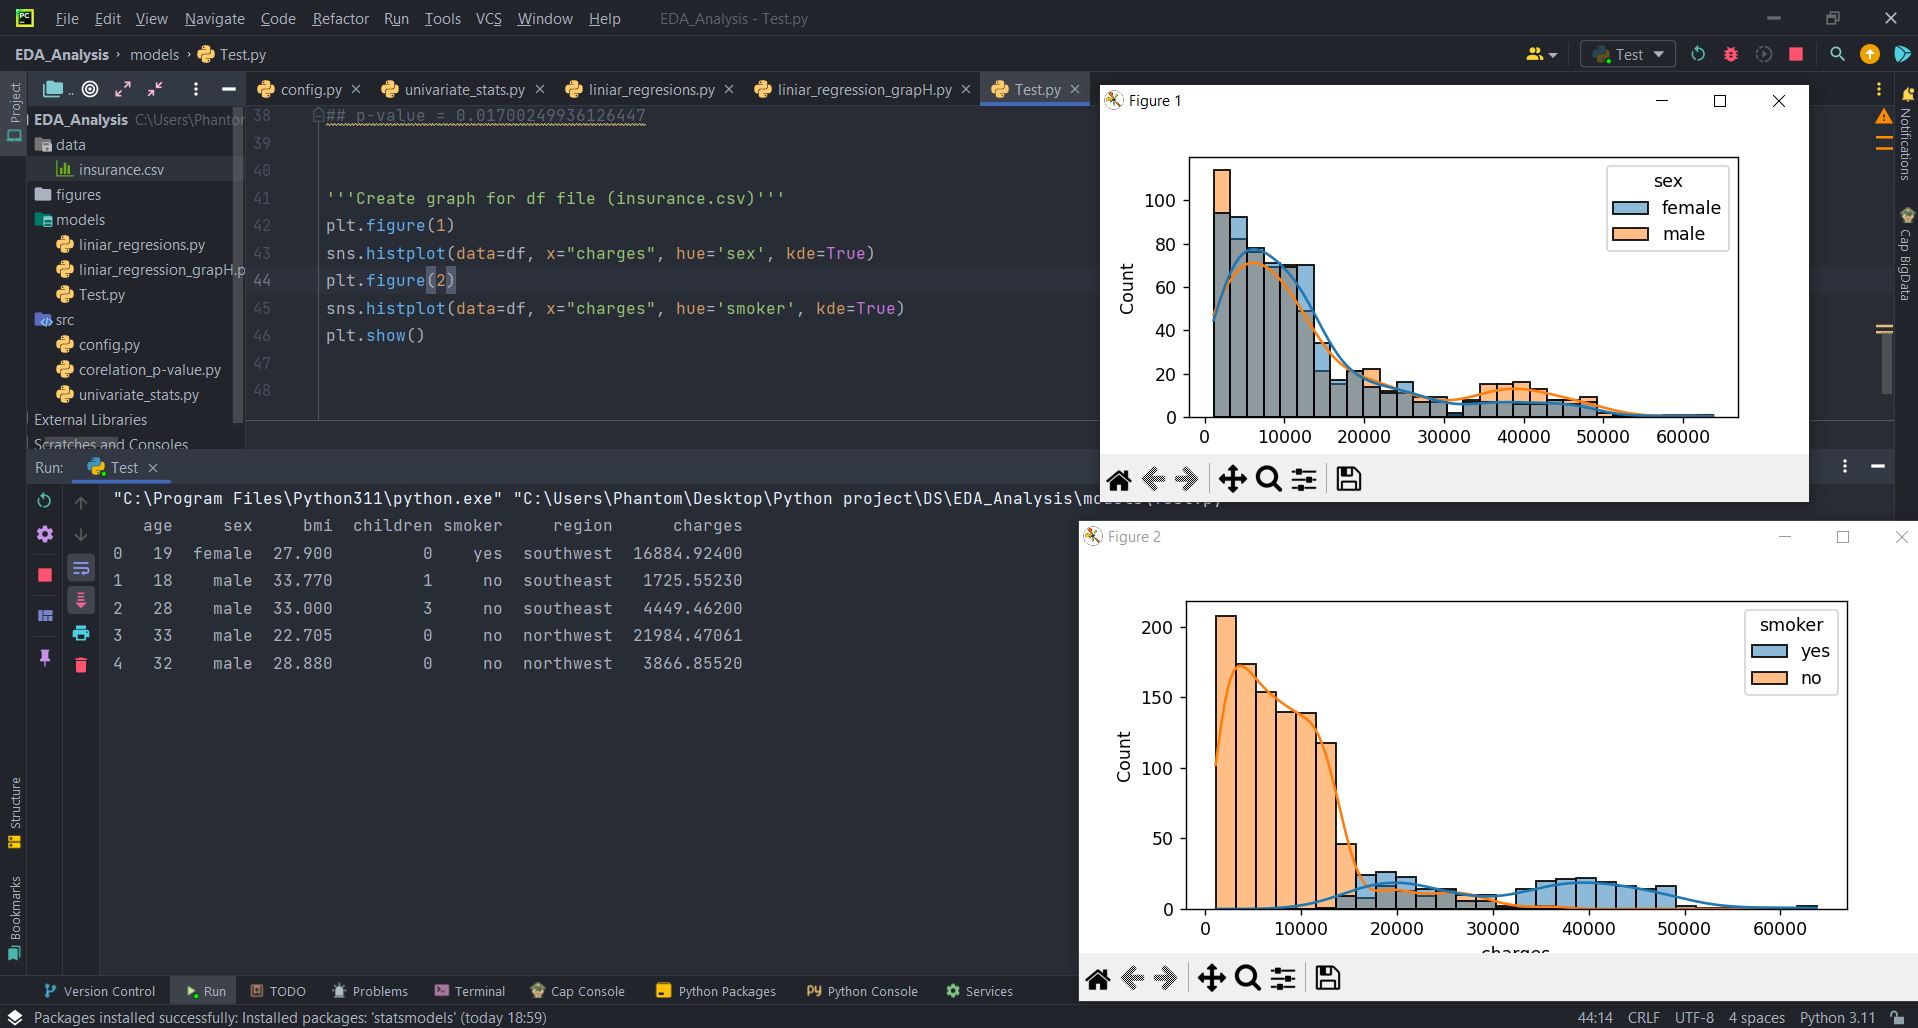 File Edit View Navigate Code Refactor Run Tools VCS Window Help EDA_Analysis - Test.py
EDA_Analysis models Test.py
Test
Project
config.py univariate_stats.py liniar_regresions.py liniar_regression_grapH.py Test.py
EDA_Analysis C:\Users\Phantom
data
insurance.csv
figures
models
liniar_regresions.py
liniar_regression_grapH.p
Test.py
src
config.py
corelation_p-value.py
univariate_stats.py
External Libraries
Scratches and Consoles
38 ## p-value = 0.01700249936126447
39
40
41 '''Create graph for df file (insurance.csv)'''
42 plt.figure(1)
43 sns.histplot(data=df, x="charges", hue='sex', kde=True)
44 plt.figure(2)
45 sns.histplot(data=df, x="charges", hue='smoker', kde=True)
46 plt.show()
47
48
Notifications
Cap BigData
Figure 1
sex
female
male
Count
100
80
60
40
20
0
0 10000 20000 30000 40000 50000 60000
Run: Test
"C:\Program Files\Python311\python.exe" "C:\Users\Phantom\Desktop\Python project\DS\EDA_Analysis\models\Test.py"
age sex bmi children smoker region charges
0 19 female 27.900 0 yes southwest 16884.92400
1 18 male 33.770 1 no southeast 1725.55230
2 28 male 33.000 3 no southeast 4449.46200
3 33 male 22.705 0 no northwest 21984.47061
4 32 male 28.880 0 no northwest 3866.85520
Figure 2
smoker
yes
no
Count
200
150
100
50
0
0 10000 20000 30000 40000 50000 60000
charges
Structure
Bookmarks
Version Control Run TODO Problems Terminal Cap Console Python Packages Python Console Services
Packages installed successfully: Installed packages: 'statsmodels' (today 18:59) 44:14 CRLF UTF-8 4 spaces Python 3.11